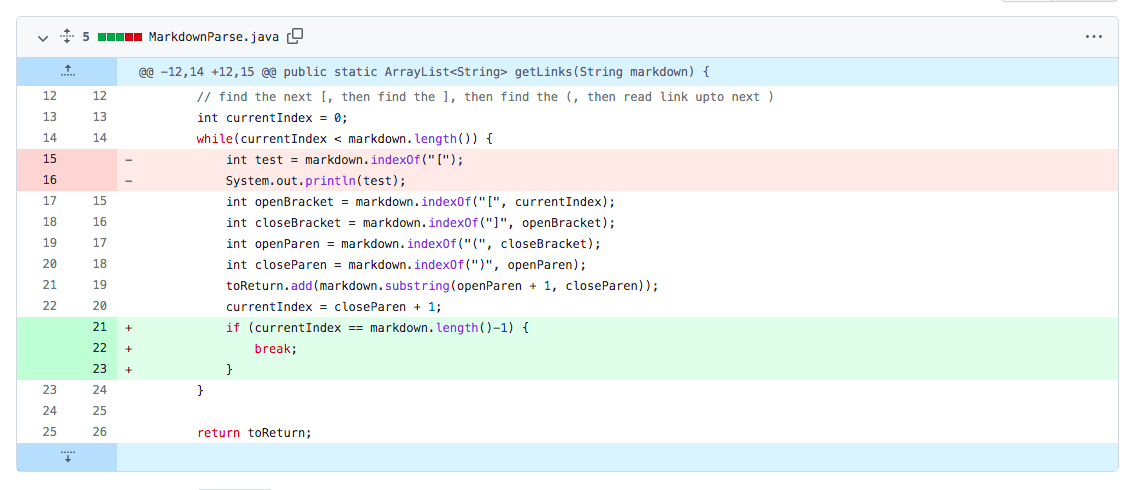 5 MarkdownParse.java
@@ -12,14 +12,15 @@ public static ArrayList<String> getLinks(String markdown) {
12 12 // find the next [, then find the ], then find the (, then read link upto next )
13 13 int currentIndex = 0;
14 14 while(currentIndex < markdown.length()) {
15 - int test = markdown.indexOf("[");
16 - System.out.println(test);
17 15 int openBracket = markdown.indexOf("[", currentIndex);
18 16 int closeBracket = markdown.indexOf("]", openBracket);
19 17 int openParen = markdown.indexOf("(", closeBracket);
20 18 int closeParen = markdown.indexOf(")", openParen);
21 19 toReturn.add(markdown.substring(openParen + 1, closeParen));
22 20 currentIndex = closeParen + 1;
21 + if (currentIndex == markdown.length()-1) {
22 + break;
23 + }
23 24 }
24 25
25 26 return toReturn;